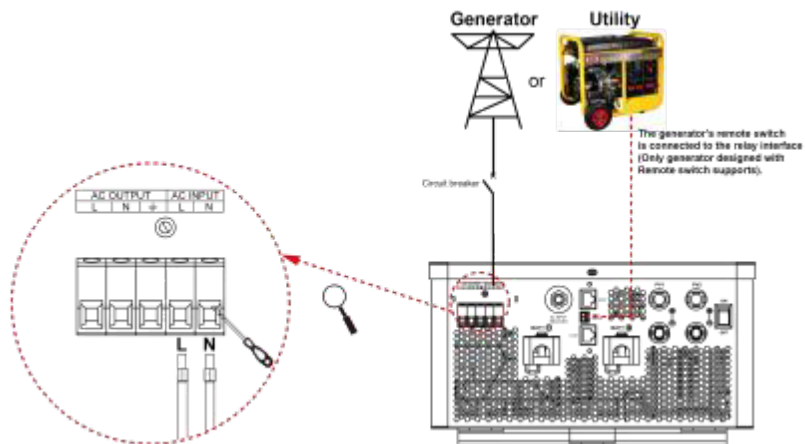 Generator
Utility
or
The generator's remote switch
is connected to the relay interface
(Only generator designed with
Remote switch supports).
Circuit breaker
AC OUTPUT AC INPUT
L N L N
L N